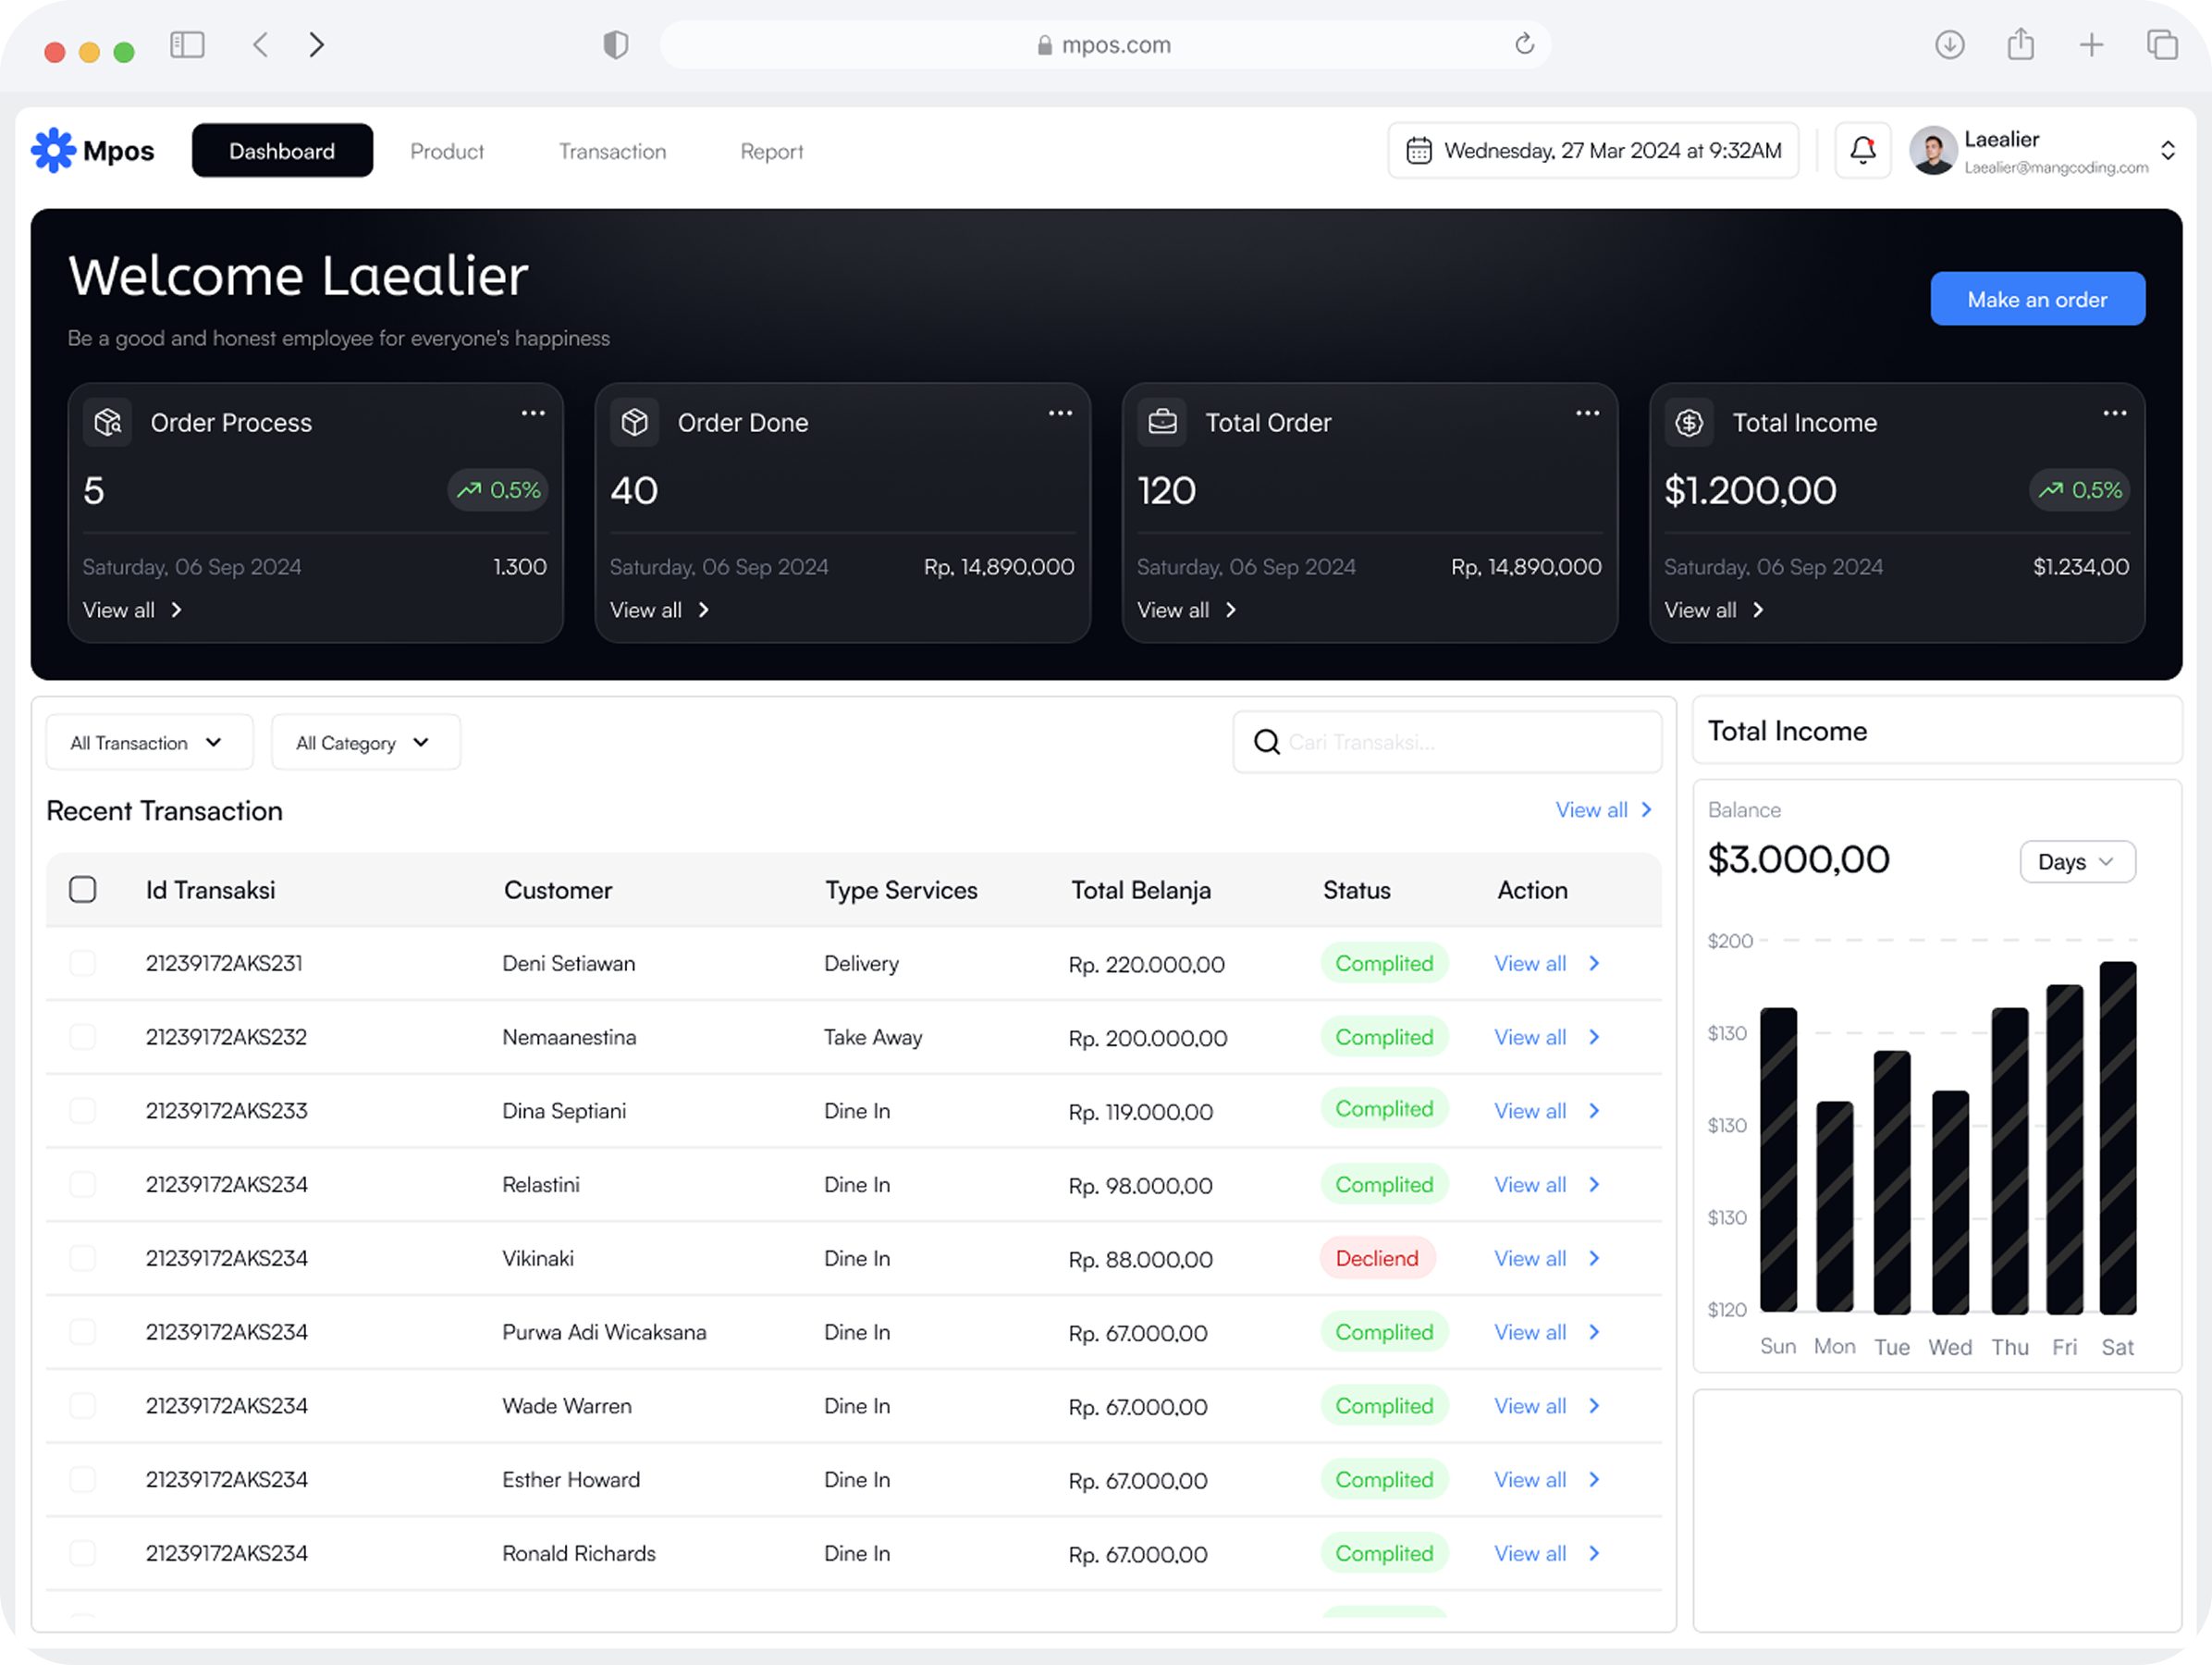 mpos.com
Mpos Dashboard Product Transaction Report Wednesday, 27 Mar 2024 at 9:32AM Laealier
Laealier@mangcoding.com
Welcome Laealier
Make an order
Be a good and honest employee for everyone's happiness
Order Process
5 0.5%
Saturday, 06 Sep 2024 1.300
View all
Order Done
40
Saturday, 06 Sep 2024 Rp, 14,890,000
View all
Total Order
120
Saturday, 06 Sep 2024 Rp, 14,890,000
View all
Total Income
$1.200,00 0,5%
Saturday, 06 Sep 2024 $1.234,00
View all
All Transaction All Category Cari Transaksi...
Recent Transaction View all
Id Transaksi Customer Type Services Total Belanja Status Action
21239172AKS231 Deni Setiawan Delivery Rp. 220.000,00 Complited View all
21239172AKS232 Nemaanestina Take Away Rp. 200.000,00 Complited View all
21239172AKS233 Dina Septiani Dine In Rp. 119.000,00 Complited View all
21239172AKS234 Relastini Dine In Rp. 98.000,00 Complited View all
21239172AKS234 Vikinaki Dine In Rp. 88.000,00 Decliend View all
21239172AKS234 Purwa Adi Wicaksana Dine In Rp. 67.000,00 Complited View all
21239172AKS234 Wade Warren Dine In Rp. 67.000,00 Complited View all
21239172AKS234 Esther Howard Dine In Rp. 67.000,00 Complited View all
21239172AKS234 Ronald Richards Dine In Rp. 67.000,00 Complited View all
Total Income
Balance
$3.000,00 Days
$200
$130
$130
$130
$120
Sun Mon Tue Wed Thu Fri Sat